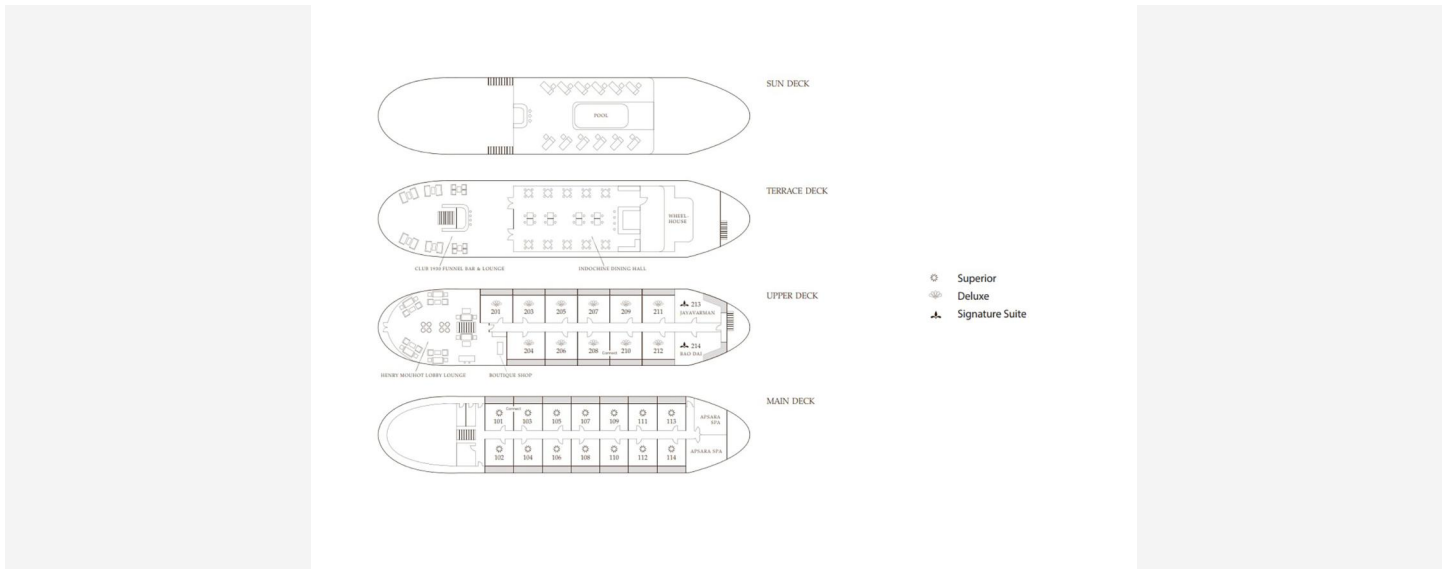 SUN DECK
POOL
TERRACE DECK
WHEEL-
HOUSE
CLUB 1930 FUNNEL BAR & LOUNGE
INDOCHINE DINING HALL
UPPER DECK
201 203 205 207 209 211 213
JAYAVARMAN
204 206 208 Connect 210 212 214
BAO DAI
HENRY MOUHOT LOBBY LOUNGE
BOUTIQUE SHOP
Superior
Deluxe
Signature Suite
MAIN DECK
Connect
101 103 105 107 109 111 113
APSARA
SPA
102 104 106 108 110 112 114
APSARA SPA